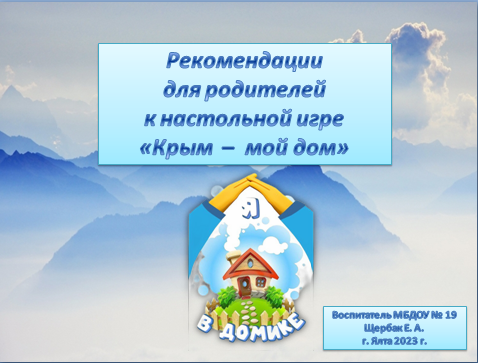 Рекомендации
для родителей
к настольной игре
«Крым – мой дом»
Я
В ДОМИКЕ
Воспитатель МБДОУ № 19
Щербак Е. А.
г. Ялта 2023 г.